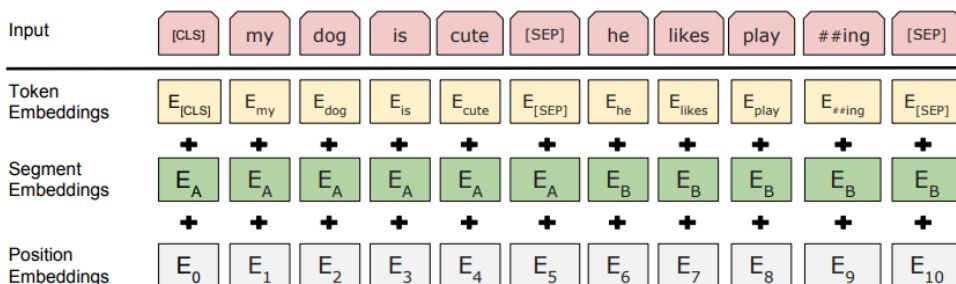 Input [CLS] my dog is cute [SEP] he likes play ##ing [SEP]
Token
Embeddings
E[CLS] Emy Edog Eis Ecute E[SEP] Ehe Elikes Eplay E##ing E[SEP]
+ + + + + + + + + + +
Segment
Embeddings
EA EA EA EA EA EA EB EB EB EB EB
+ + + + + + + + + + +
Position
Embeddings
E0 E1 E2 E3 E4 E5 E6 E7 E8 E9 E10